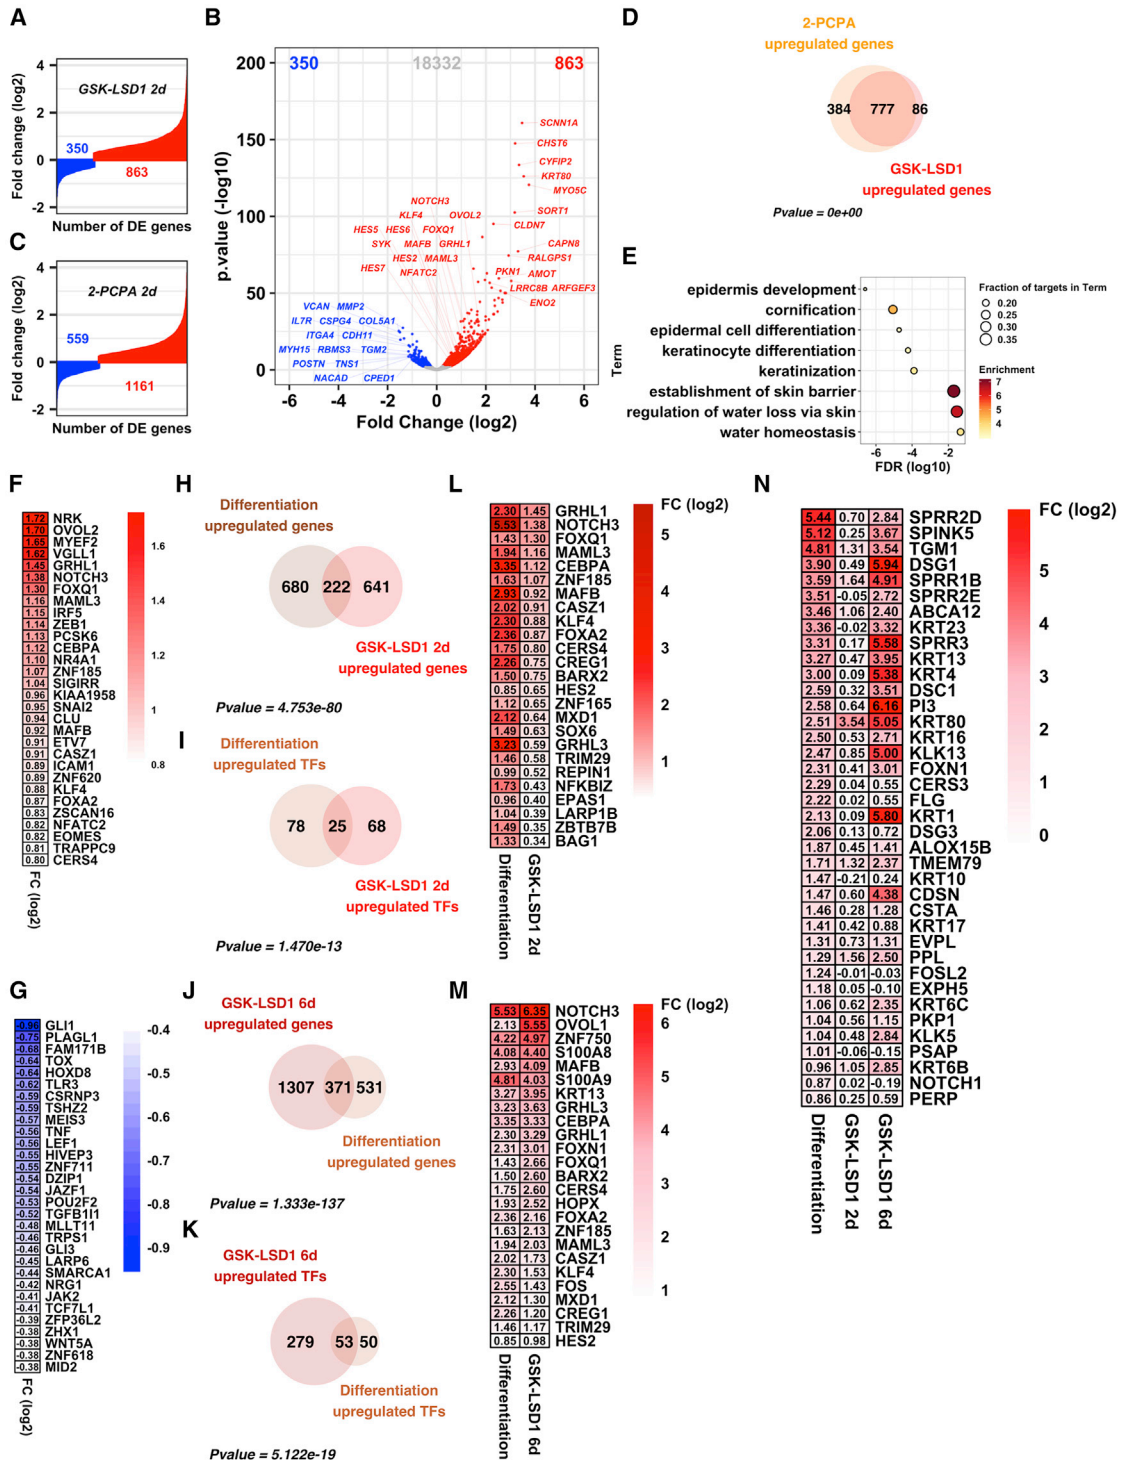 A
Fold change (log2)
4
2
0
-2
GSK-LSD1 2d
350
863
Number of DE genes
B
p.value (-log10)
200
150
100
50
0
350
18332
863
SCNN1A
CHST6
CYFIP2
KRT80
MYO5C
NOTCH3
KLF4 OVOL2
SORT1
HES5 HES6 FOXQ1
CLDN7
SYK MAFB GRHL1
CAPN8
HES2 MAML3
RALGPS1
HES7
NFATC2
PKN1 AMOT
LRRC8B ARFGEF3
ENO2
VCAN MMP2
IL7R CSPG4 COL5A1
ITGA4 CDH11
MYH15 RBMS3 TGM2
POSTN TNS1
NACAD CPED1
-6 -4 -2 0 2 4 6
Fold Change (log2)
C
Fold change (log2)
4
2
0
-2
2-PCPA 2d
559
1161
Number of DE genes
D
2-PCPA
upregulated genes
384 777 86
GSK-LSD1
upregulated genes
Pvalue = 0e+00
E
Term
epidermis development
cornification
epidermal cell differentiation
keratinocyte differentiation
keratinization
establishment of skin barrier
regulation of water loss via skin
water homeostasis
-6 -4 -2
FDR (log10)
Fraction of targets in Term
0.20
0.25
0.30
0.35
Enrichment
7
6
5
4
F
1.72 NRK
1.70 OVOL2
1.65 MYEF2
1.62 VGLL1
1.45 GRHL1
1.38 NOTCH3
1.30 FOXQ1
1.16 MAML3
1.15 IRF5
1.14 ZEB1
1.13 PCSK6
1.12 CEBPA
1.10 NR4A1
1.07 ZNF185
1.04 SIGIRR
0.96 KIAA1958
0.95 SNAI2
0.94 CLU
0.92 MAFB
0.91 ETV7
0.91 CASZ1
0.89 ICAM1
0.89 ZNF620
0.88 KLF4
0.87 FOXA2
0.83 ZSCAN16
0.82 NFATC2
0.82 EOMES
0.81 TRAPPC9
0.80 CERS4
FC (log2)
1.6
1.4
1.2
1
0.8
G
-0.96 GLI1
-0.75 PLAGL1
-0.68 FAM171B
-0.64 TOX
-0.64 HOXD8
-0.62 TLR3
-0.59 CSRNP3
-0.59 TSHZ2
-0.57 MEIS3
-0.56 TNF
-0.56 LEF1
-0.55 HIVEP3
-0.55 ZNF711
-0.54 DZIP1
-0.54 JAZF1
-0.53 POU2F2
-0.52 TGFB1I1
-0.48 MLLT11
-0.46 TRPS1
-0.46 GLI3
-0.45 LARP6
-0.44 SMARCA1
-0.42 NRG1
-0.41 JAK2
-0.41 TCF7L1
-0.39 ZFP36L2
-0.38 ZHX1
-0.38 WNT5A
-0.38 ZNF618
-0.38 MID2
FC (log2)
-0.4
-0.5
-0.6
-0.7
-0.8
-0.9
H
Differentiation
upregulated genes
680 222 641
GSK-LSD1 2d
upregulated genes
Pvalue = 4.753e-80
I
Differentiation
upregulated TFs
78 25 68
GSK-LSD1 2d
upregulated TFs
Pvalue = 1.470e-13
J
GSK-LSD1 6d
upregulated genes
1307 371 531
Differentiation
upregulated genes
Pvalue = 1.333e-137
K
GSK-LSD1 6d
upregulated TFs
279 53 50
Differentiation
upregulated TFs
Pvalue = 5.122e-19
L
2.30 1.45 GRHL1
5.53 1.38 NOTCH3
1.43 1.30 FOXQ1
1.94 1.16 MAML3
3.35 1.12 CEBPA
1.63 1.07 ZNF185
2.93 0.92 MAFB
2.02 0.91 CASZ1
2.30 0.88 KLF4
2.36 0.87 FOXA2
1.75 0.80 CERS4
2.26 0.75 CREG1
1.50 0.75 BARX2
0.85 0.65 HES2
1.12 0.65 ZNF165
2.12 0.64 MXD1
1.49 0.63 SOX6
3.23 0.59 GRHL3
1.46 0.58 TRIM29
0.99 0.52 REPIN1
1.73 0.43 NFKBIZ
0.96 0.40 EPAS1
1.04 0.39 LARP1B
1.49 0.35 ZBTB7B
1.33 0.34 BAG1
Differentiation
GSK-LSD1 2d
FC (log2)
5
4
3
2
1
M
5.53 6.35 NOTCH3
2.13 5.55 OVOL1
4.22 4.97 ZNF750
4.08 4.40 S100A8
2.93 4.09 MAFB
4.81 4.03 S100A9
3.27 3.95 KRT13
3.23 3.63 GRHL3
3.35 3.33 CEBPA
2.30 3.29 GRHL1
2.31 3.01 FOXN1
1.43 2.66 FOXQ1
1.50 2.60 BARX2
1.75 2.60 CERS4
1.93 2.52 HOPX
2.36 2.16 FOXA2
1.63 2.13 ZNF185
1.94 2.03 MAML3
2.02 1.73 CASZ1
2.30 1.53 KLF4
2.55 1.43 FOS
2.12 1.30 MXD1
2.26 1.20 CREG1
1.46 1.17 TRIM29
0.85 0.98 HES2
Differentiation
GSK-LSD1 6d
FC (log2)
6
5
4
3
2
1
N
5.44 0.70 2.84 SPRR2D
5.12 0.25 3.67 SPINK5
4.81 1.31 3.54 TGM1
3.90 0.49 5.94 DSG1
3.59 1.64 4.91 SPRR1B
3.51 -0.05 2.72 SPRR2E
3.46 1.06 2.40 ABCA12
3.36 -0.02 3.32 KRT23
3.31 0.17 5.58 SPRR3
3.27 0.47 3.95 KRT13
3.00 0.09 5.38 KRT4
2.59 0.32 3.51 DSC1
2.58 0.64 6.16 PI3
2.51 3.54 5.05 KRT80
2.50 0.53 2.71 KRT16
2.47 0.85 5.00 KLK13
2.31 0.41 3.01 FOXN1
2.29 0.04 0.55 CERS3
2.22 0.02 0.55 FLG
2.13 0.09 5.80 KRT1
2.06 0.13 0.72 DSG3
1.87 0.45 1.41 ALOX15B
1.71 1.32 2.37 TMEM79
1.47 -0.21 0.24 KRT10
1.47 0.60 4.38 CDSN
1.46 0.28 1.28 CSTA
1.41 0.42 0.88 KRT17
1.31 0.73 1.31 EVPL
1.29 1.56 2.50 PPL
1.24 -0.01 -0.03 FOSL2
1.18 0.05 -0.10 EXPH5
1.06 0.62 2.35 KRT6C
1.04 0.56 1.15 PKP1
1.04 0.48 2.84 KLK5
1.01 -0.06 -0.15 PSAP
0.96 1.05 2.85 KRT6B
0.87 0.02 -0.19 NOTCH1
0.86 0.25 0.59 PERP
Differentiation
GSK-LSD1 2d
GSK-LSD1 6d
FC (log2)
5
4
3
2
1
0